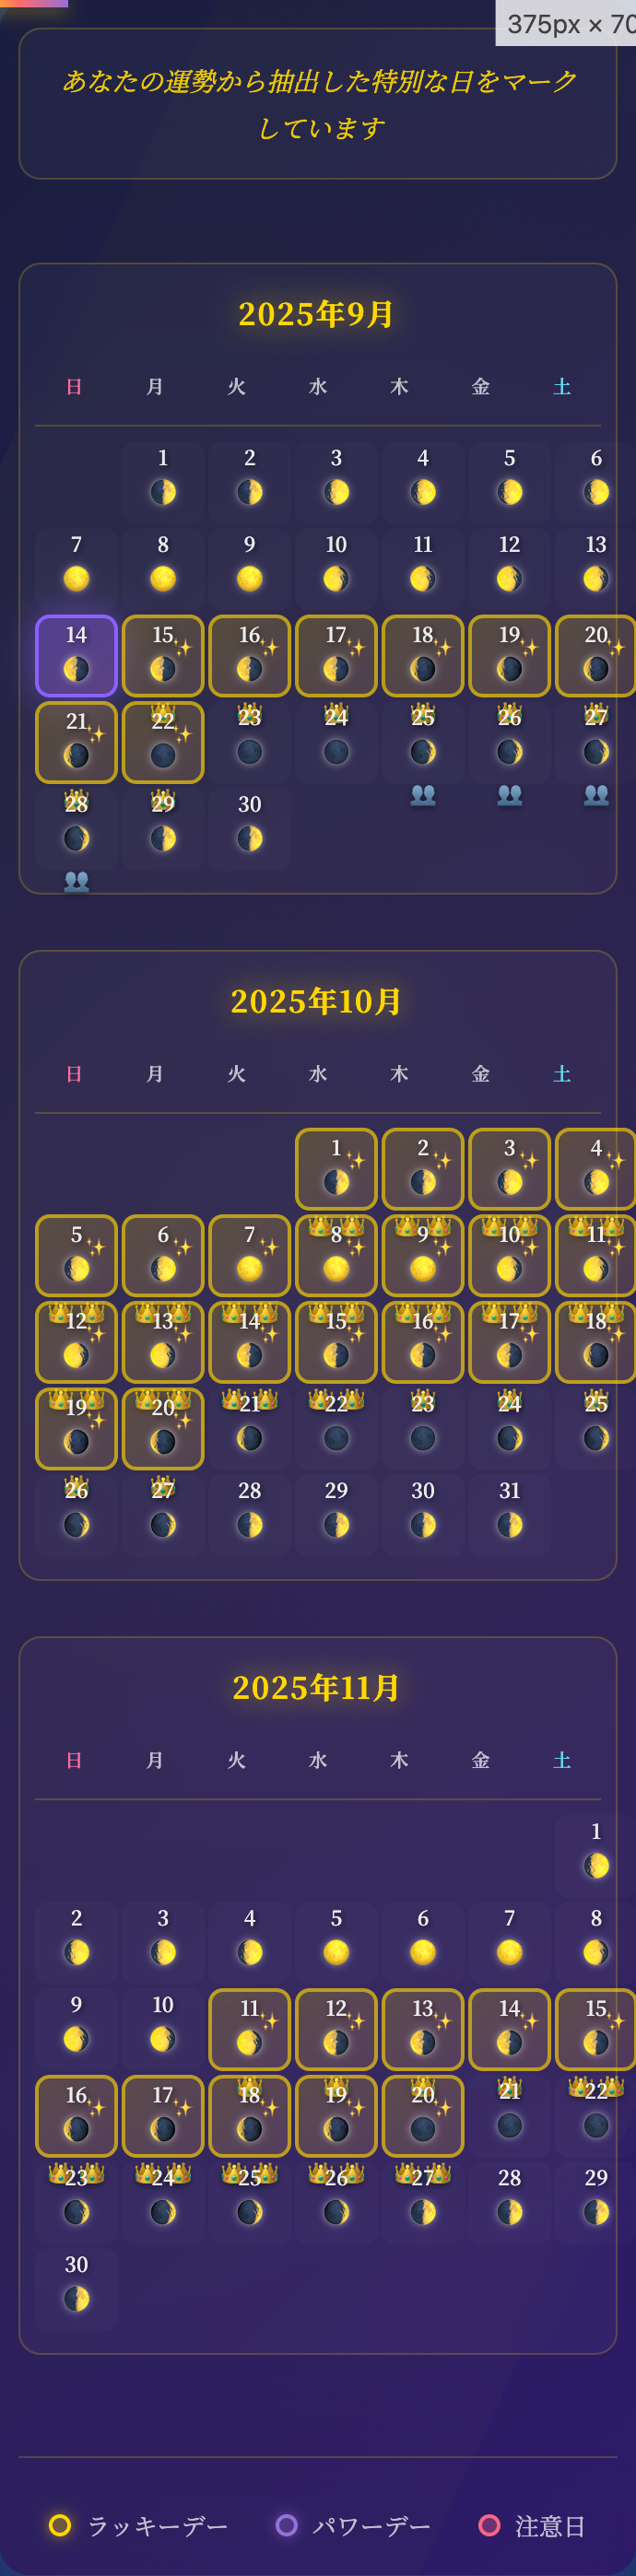 375px × 70
あなたの運勢から抽出した特別な日をマーク
しています
2025年9月
日 月 火 水 木 金 土
1 2 3 4 5 6
7 8 9 10 11 12 13
14 15 16 17 18 19 20
21 22 23 24 25 26 27
28 29 30
2025年10月
日 月 火 水 木 金 土
1 2 3 4
5 6 7 8 9 10 11
12 13 14 15 16 17 18
19 20 21 22 23 24 25
26 27 28 29 30 31
2025年11月
日 月 火 水 木 金 土
1
2 3 4 5 6 7 8
9 10 11 12 13 14 15
16 17 18 19 20 21 22
23 24 25 26 27 28 29
30
ラッキーデー パワーデー 注意日